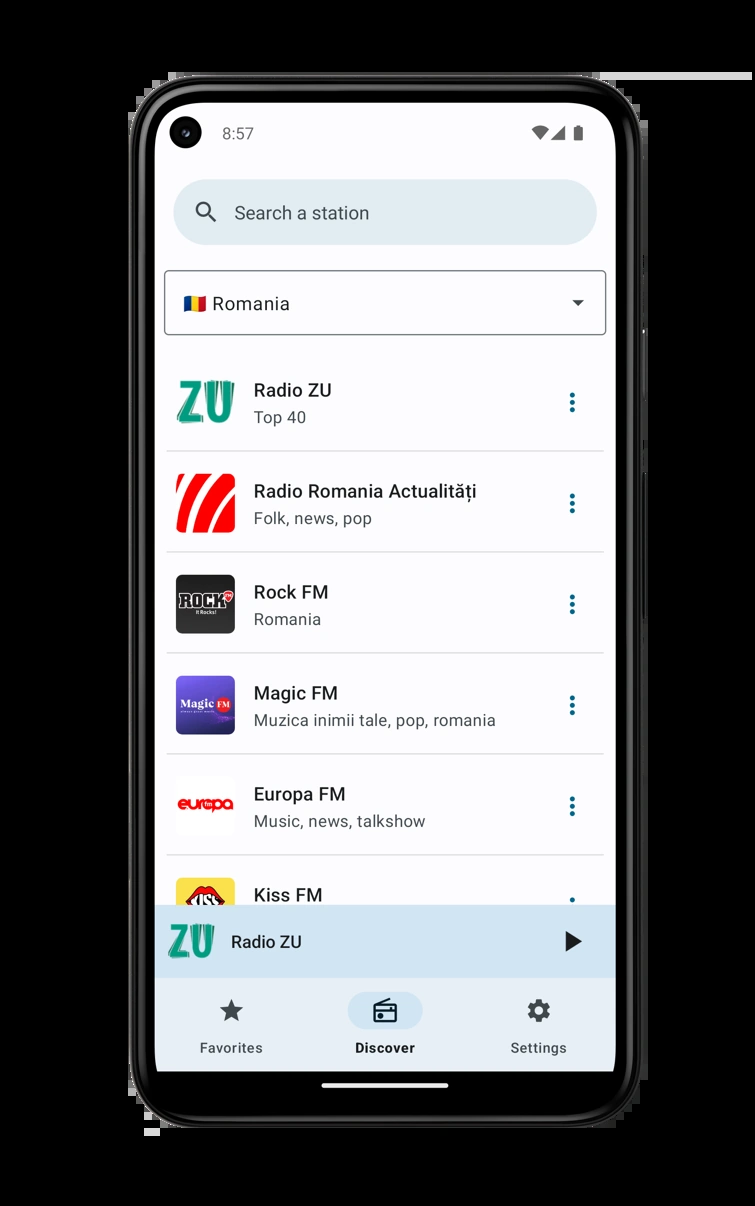 8:57
Search a station
🇷🇴 Romania
ZU
Radio ZU
Top 40
Radio Romania Actualități
Folk, news, pop
ROCK FM
It Rocks!
Rock FM
Romania
Magic FM
Magic FM
Muzica inimii tale, pop, romania
europa fm
Europa FM
Music, news, talkshow
KISS
Kiss FM
ZU
Radio ZU
Favorites
Discover
Settings